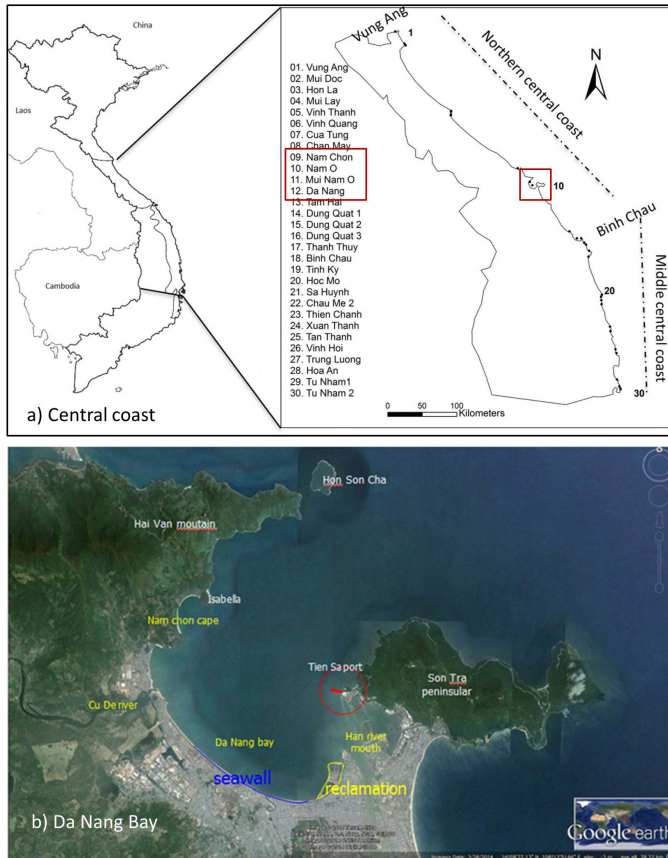 China
Laos
Cambodia
a) Central coast
Vung Ang
1
Northern central coast
N
01. Vung Ang
02. Mui Doc
03. Hon La
04. Mui Lay
05. Vinh Thanh
06. Vinh Quang
07. Cua Tung
08. Chan May
09. Nam Chon
10. Nam O
11. Mui Nam O
12. Da Nang
13. Tam Hai
14. Dung Quat 1
15. Dung Quat 2
16. Dung Quat 3
17. Thanh Thuy
18. Binh Chau
19. Tinh Ky
20. Hoc Mo
21. Sa Huynh
22. Chau Me 2
23. Thien Chanh
24. Xuan Thanh
25. Tan Thanh
26. Vinh Hoi
27. Trung Luong
28. Hoa An
29. Tu Nham1
30. Tu Nham 2
10
Binh Chau
20
Middle central coast
30
0 50 100
Kilometers
Hon Son Cha
Hai Van moutain
Isabella
Nam chon cape
Tien Saport
Son Tra
peninsular
Cu De river
Da Nang bay
Han rivet
mouth
seawall
reclamation
b) Da Nang Bay
Google earth